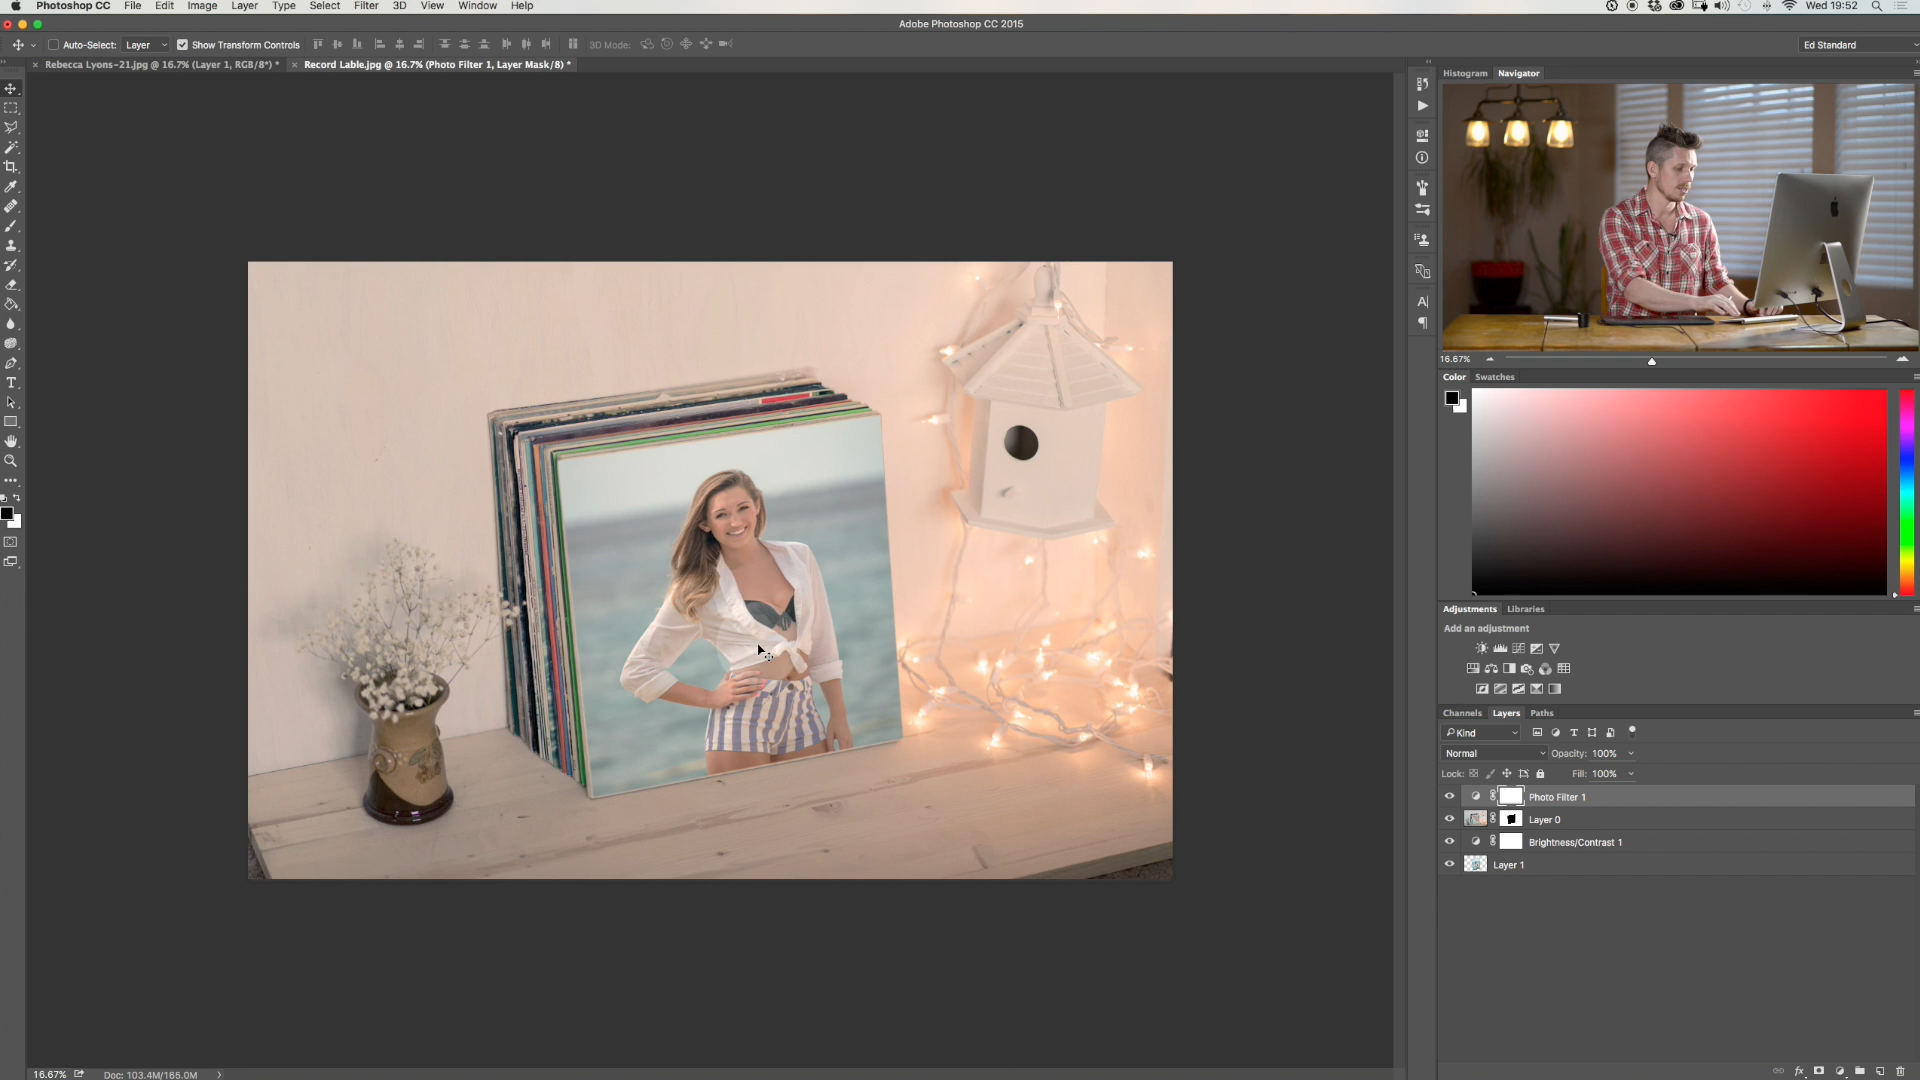 Photoshop CC File Edit Image Layer Type Select Filter 3D View Window Help Wed 19:52
Adobe Photoshop CC 2015
Auto-Select: Layer Show Transform Controls 3D Mode: Ed Standard
× Rebecca Lyons-21.jpg @ 16.7% (Layer 1, RGB/8*) * × Record Lable.jpg @ 16.7% (Photo Filter 1, Layer Mask/8) *
Histogram Navigator
16.67%
Color Swatches
Adjustments Libraries
Add an adjustment
Channels Layers Paths
Kind
Normal Opacity: 100%
Lock: Fill: 100%
Photo Filter 1
Layer 0
Brightness/Contrast 1
Layer 1
16.67% Doc: 103.4M/165.0M